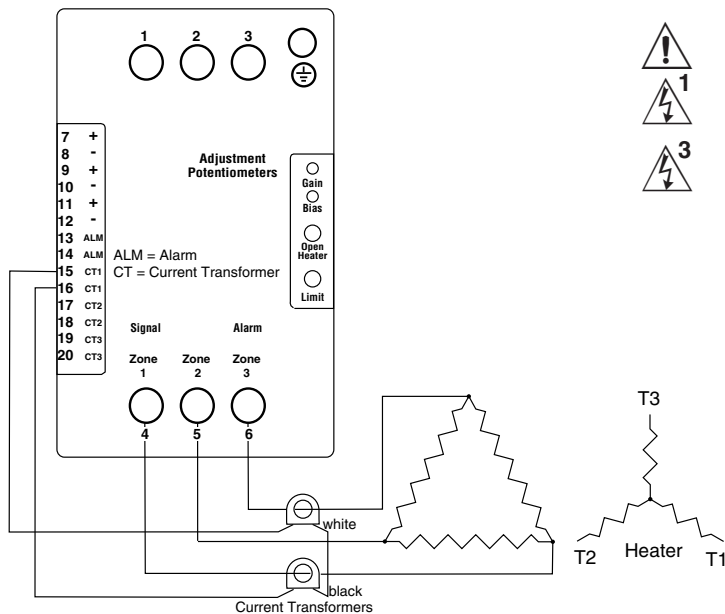 1 2 3
1
3
7 +
8 -
9 +
10 -
11 +
12 -
13 ALM
14 ALM
15 CT1
16 CT1
17 CT2
18 CT2
19 CT3
20 CT3
Adjustment
Potentiometers
Gain
Bias
Open
Heater
Limit
ALM = Alarm
CT = Current Transformer
Signal Alarm
Zone Zone Zone
1 2 3
4 5 6
white
black
Current Transformers
T3
T2 Heater T1